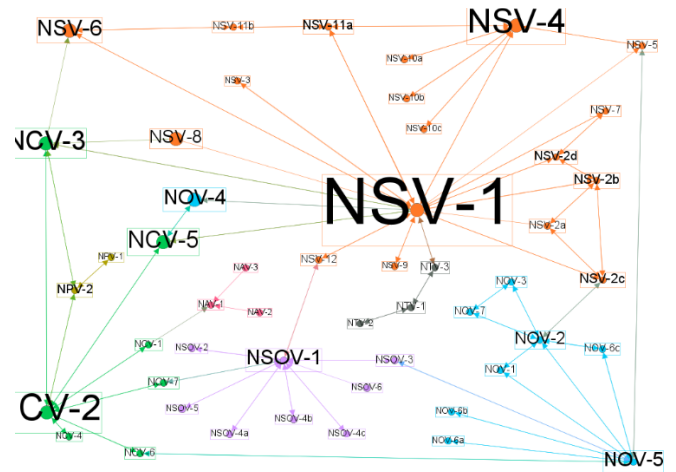 NSV-6
NSV-11b
NSV-11a
NSV-4
NSV-5
NSV-10a
NSV-3
NSV-10b
NSV-7
NSV-10c
NCV-3
NSV-8
NSV-2d
NSV-2b
NOV-4
NSV-1
NSV-2a
NCV-5
NPV-1
NAV-3
NSV-12
NSV-9
NTV-3
NSV-2c
NOV-3
NPV-2
NAV-1
NAV-2
NTV-1
NTV-2
NOV-7
NCV-1
NSOV-2
NSOV-1
NSOV-3
NOV-2
NOV-6c
NOV-1
NCV-7
NSOV-6
CV-2
NSOV-5
NSOV-4b
NOV-6b
NCV-4
NSOV-4a
NSOV-4c
NOV-6a
NCV-6
NOV-5